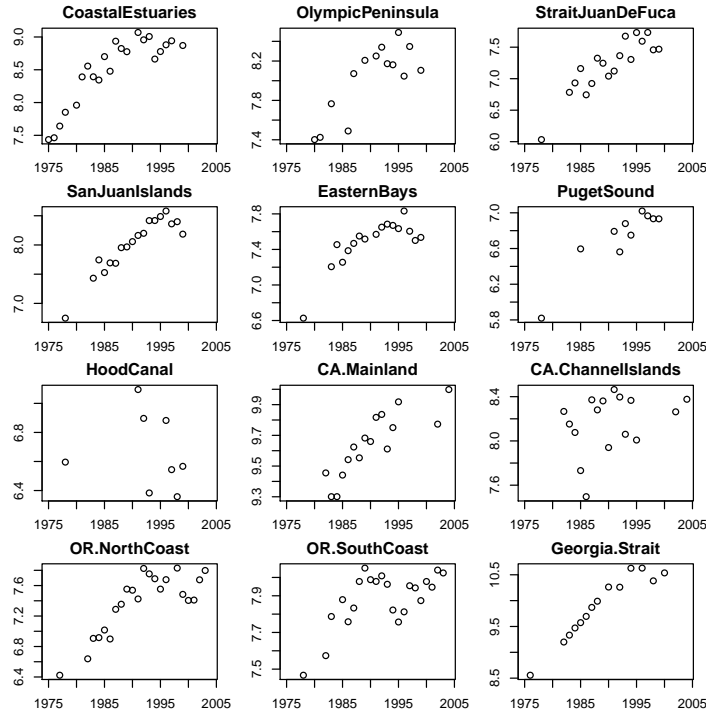 CoastalEstuaries OlympicPeninsula StraitJuanDeFuca
9.0
8.5
8.0
7.5
1975 1985 1995 2005
8.2
7.8
7.4
1975 1985 1995 2005
7.5
7.0
6.5
6.0
1975 1985 1995 2005
SanJuanIslands EasternBays PugetSound
8.0
7.0
1975 1985 1995 2005
7.8
7.4
7.0
6.6
1975 1985 1995 2005
7.0
6.6
6.2
5.8
1975 1985 1995 2005
HoodCanal CA.Mainland CA.ChannelIslands
6.8
6.4
1975 1985 1995 2005
9.9
9.7
9.5
9.3
1975 1985 1995 2005
8.4
8.0
7.6
1975 1985 1995 2005
OR.NorthCoast OR.SouthCoast Georgia.Strait
7.6
7.2
6.8
6.4
1975 1985 1995 2005
7.9
7.7
7.5
1975 1985 1995 2005
10.5
9.5
8.5
1975 1985 1995 2005